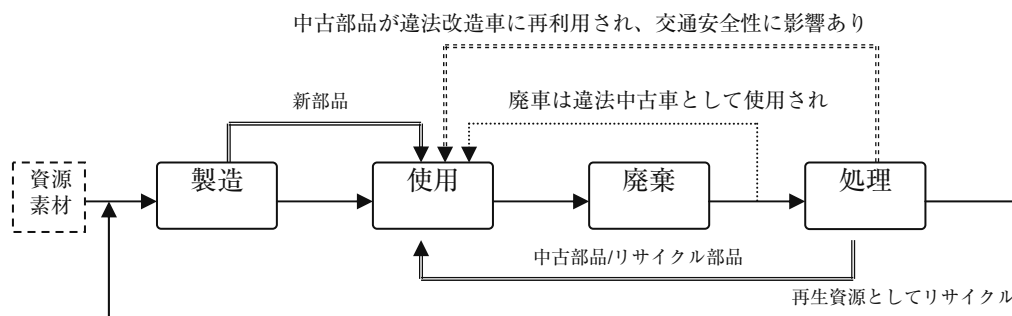 中古部品が違法改造車に再利用され、交通安全性に影響あり
新部品
廃車は違法中古車として使用され
資源
素材
製造
使用
廃棄
処理
中古部品/リサイクル部品
再生資源としてリサイクル